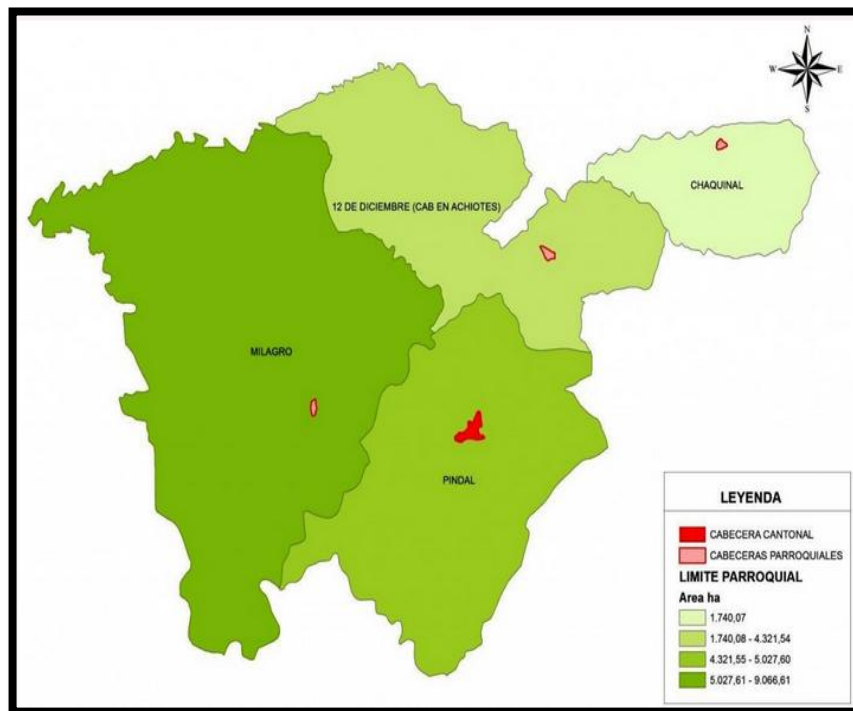 N
W E
S
CHAQUINAL
12 DE DICIEMBRE (CAB EN ACHIOTES)
MILAGRO
PINDAL
LEYENDA
CABECERA CANTONAL
CABECERAS PARROQUIALES
LIMITE PARROQUIAL
Area ha
1.740,07
1.740,08 - 4.321,54
4.321,55 - 5.027,60
5.027,61 - 9.066,61